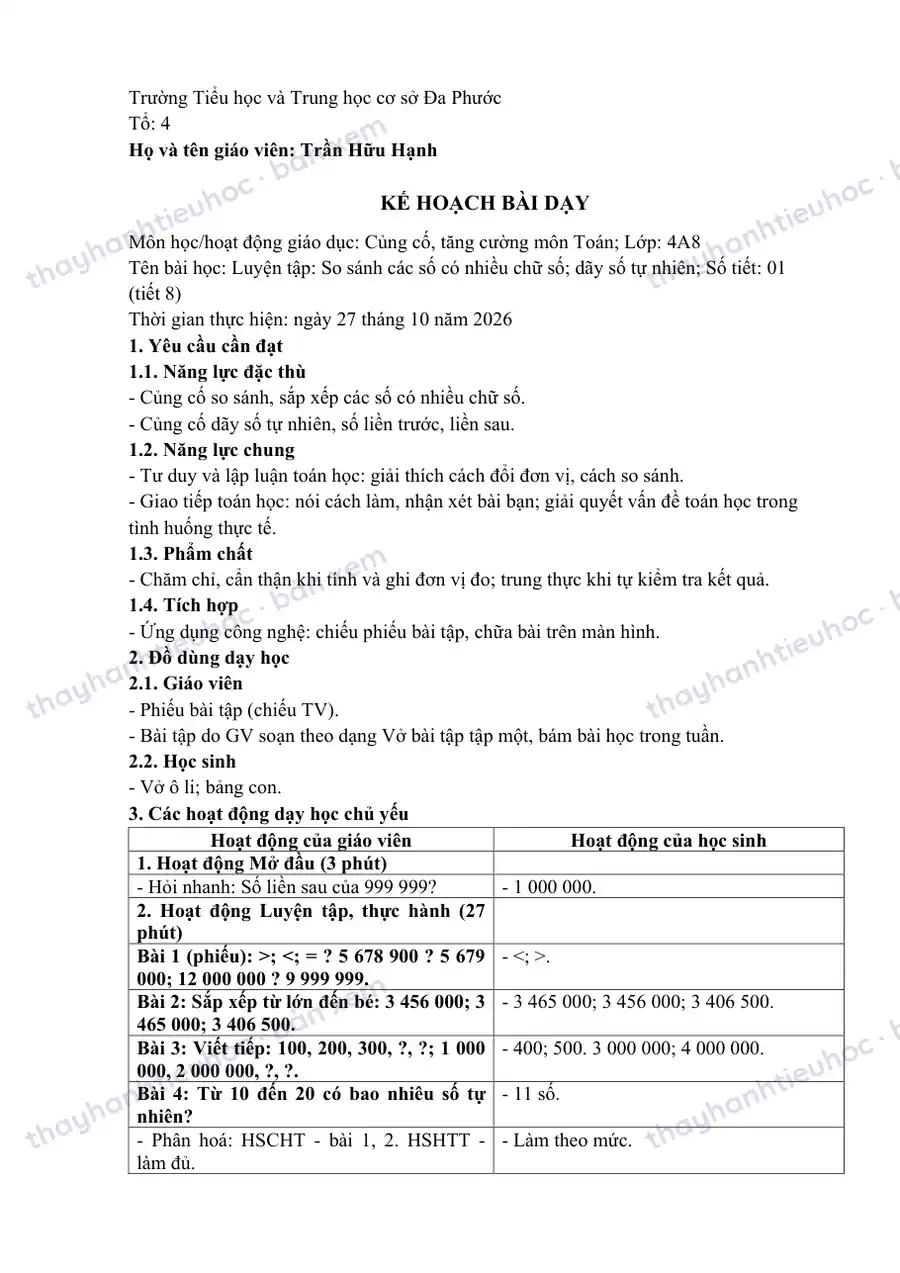 Trường Tiểu học và Trung học cơ sở Đa Phước
Tổ: 4
Họ và tên giáo viên: Trần Hữu Hạnh
KẾ HOẠCH BÀI DẠY
Môn học/hoạt động giáo dục: Củng cố, tăng cường môn Toán; Lớp: 4A8
Tên bài học: Luyện tập: So sánh các số có nhiều chữ số; dãy số tự nhiên; Số tiết: 01
(tiết 8)
Thời gian thực hiện: ngày 27 tháng 10 năm 2026
1. Yêu cầu cần đạt
1.1. Năng lực đặc thù
- Củng cố so sánh, sắp xếp các số có nhiều chữ số.
- Củng cố dãy số tự nhiên, số liền trước, liền sau.
1.2. Năng lực chung
- Tư duy và lập luận toán học: giải thích cách đổi đơn vị, cách so sánh.
- Giao tiếp toán học: nói cách làm, nhận xét bài bạn; giải quyết vấn đề toán học trong
tình huống thực tế.
1.3. Phẩm chất
- Chăm chỉ, cẩn thận khi tính và ghi đơn vị đo; trung thực khi tự kiểm tra kết quả.
1.4. Tích hợp
- Ứng dụng công nghệ: chiếu phiếu bài tập, chữa bài trên màn hình.
2. Đồ dùng dạy học
2.1. Giáo viên
- Phiếu bài tập (chiếu TV).
- Bài tập do GV soạn theo dạng Vở bài tập tập một, bám bài học trong tuần.
2.2. Học sinh
- Vở ô li; bảng con.
3. Các hoạt động dạy học chủ yếu
Hoạt động của giáo viên Hoạt động của học sinh
1. Hoạt động Mở đầu (3 phút)
- Hỏi nhanh: Số liền sau của 999 999? - 1 000 000.
2. Hoạt động Luyện tập, thực hành (27
phút)
Bài 1 (phiếu): >; <; = ? 5 678 900 ? 5 679 - <; >.
000; 12 000 000 ? 9 999 999.
Bài 2: Sắp xếp từ lớn đến bé: 3 456 000; 3 - 3 465 000; 3 456 000; 3 406 500.
465 000; 3 406 500.
Bài 3: Viết tiếp: 100, 200, 300, ?, ?; 1 000 - 400; 500. 3 000 000; 4 000 000.
000, 2 000 000, ?, ?.
Bài 4: Từ 10 đến 20 có bao nhiêu số tự - 11 số.
nhiên?
- Phân hoá: HSCHT - bài 1, 2. HSHTT - - Làm theo mức.
làm đủ.
thayhanhtieuhoc · bản xem
thayhanhtieuhoc · b
thayhanhtieuhoc · bản xem
thayhanhtieuhoc · b
thayhanhtieuhoc · bản xem
thayhanhtieuhoc · b